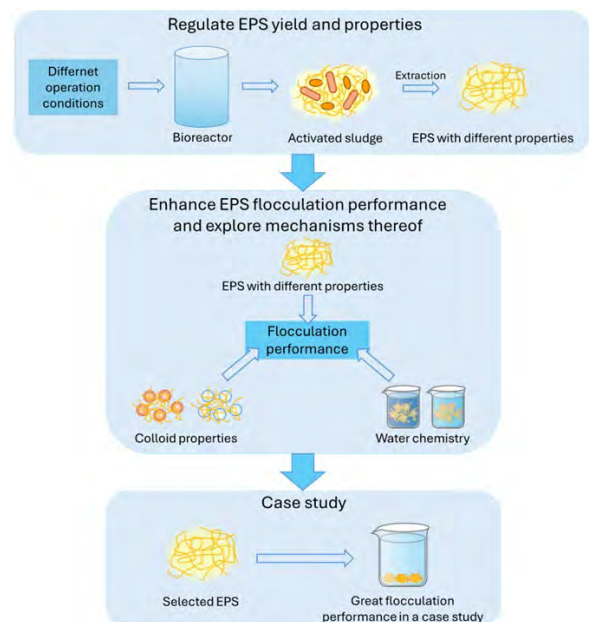 Regulate EPS yield and properties
Differnet
operation
conditions
Extraction
Bioreactor
Activated sludge
EPS with different properties
Enhance EPS flocculation performance
and explore mechanisms thereof
EPS with different properties
Flocculation
performance
Colloid properties
Water chemistry
Case study
Selected EPS
Great flocculation
performance in a case study